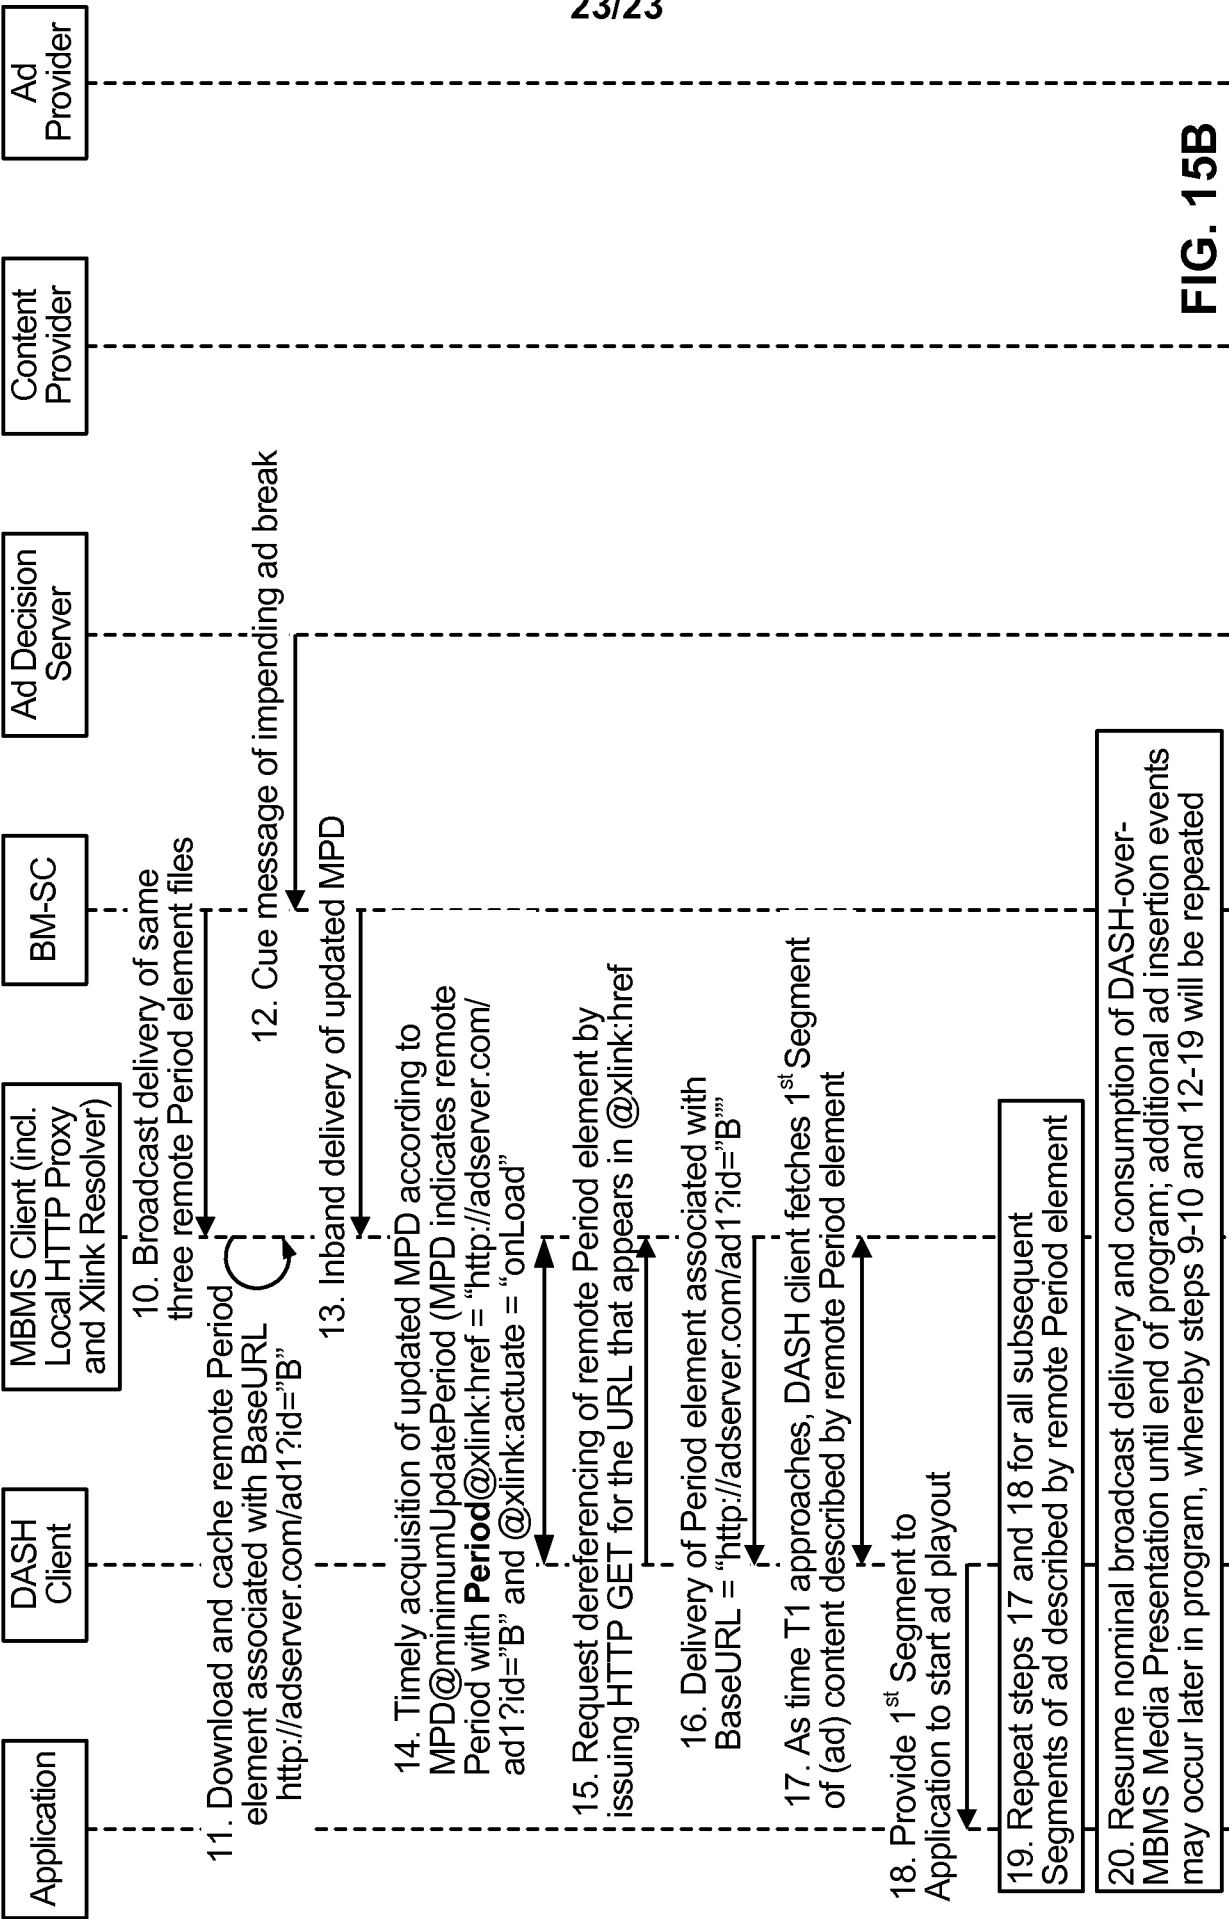 23/23
Application
DASH
Client
MBMS Client (incl.
Local HTTP Proxy
and Xlink Resolver)
BM-SC
Ad Decision
Server
Content
Provider
Ad
Provider
10. Broadcast delivery of same
three remote Period element files
11. Download and cache remote Period
element associated with BaseURL
http://adserver.com/ad1?id=”B”
12. Cue message of impending ad break
13. Inband delivery of updated MPD
14. Timely acquisition of updated MPD according to
MPD@minimumUpdatePeriod (MPD indicates remote
Period with Period@xlink:href = “http://adserver.com/
ad1?id=”B” and @xlink:actuate = “onLoad”
15. Request dereferencing of remote Period element by
issuing HTTP GET for the URL that appears in @xlink:href
16. Delivery of Period element associated with
BaseURL = “http://adserver.com/ad1?id=”B””
17. As time T1 approaches, DASH client fetches 1st Segment
of (ad) content described by remote Period element
18. Provide 1st Segment to
Application to start ad playout
19. Repeat steps 17 and 18 for all subsequent
Segments of ad described by remote Period element
20. Resume nominal broadcast delivery and consumption of DASH-over-
MBMS Media Presentation until end of program; additional ad insertion events
may occur later in program, whereby steps 9-10 and 12-19 will be repeated
FIG. 15B